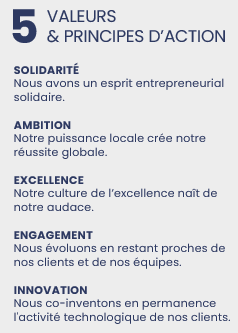 5 VALEURS
& PRINCIPES D’ACTION
SOLIDARITÉ
Nous avons un esprit entrepreneurial
solidaire.
AMBITION
Notre puissance locale crée notre
réussite globale.
EXCELLENCE
Notre culture de l’excellence naît de
notre audace.
ENGAGEMENT
Nous évoluons en restant proches de
nos clients et de nos équipes.
INNOVATION
Nous co-inventons en permanence
l'activité technologique de nos clients.